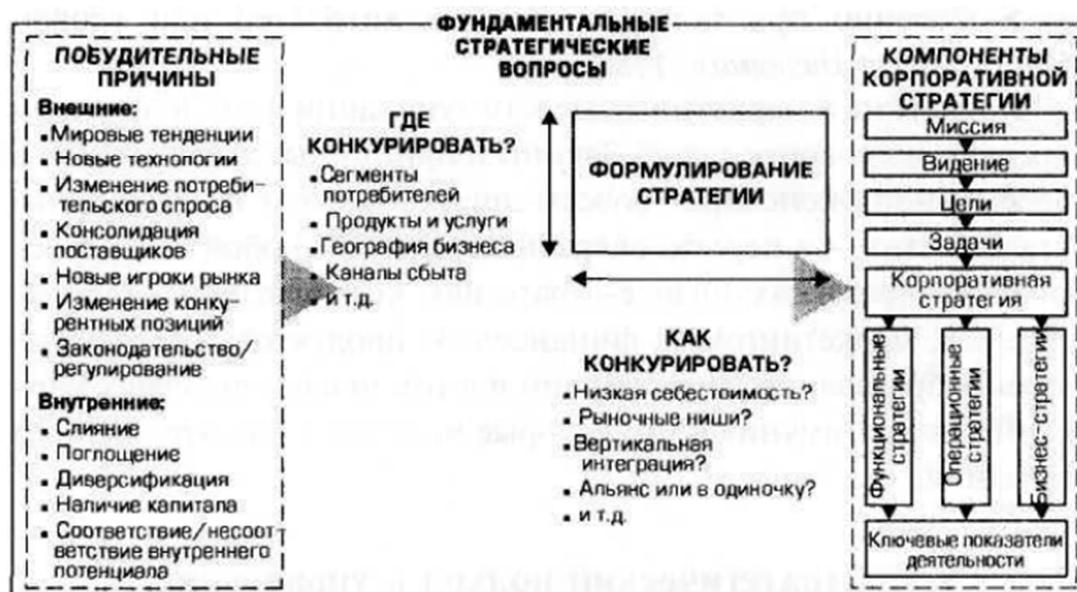 ПОБУДИТЕЛЬНЫЕ
ПРИЧИНЫ
Внешние:
▪ Мировые тенденции
▪ Новые технологии
▪ Изменение потреби-
тельского спроса
▪ Консолидация
поставщиков
▪ Новые игроки рынка
▪ Изменение конку-
рентных позиций
▪ Законодательство/
регулирование
Внутренние:
▪ Слияние
▪ Поглощение
▪ Диверсификация
▪ Наличие капитала
▪ Соответствие/несоот-
ветствие внутреннего
потенциала
ФУНДАМЕНТАЛЬНЫЕ
СТРАТЕГИЧЕСКИЕ
ВОПРОСЫ
ГДЕ
КОНКУРИРОВАТЬ?
▪ Сегменты
потребителей
▪ Продукты и услуги
▪ География бизнеса
▪ Каналы сбыта
▪ и т.д.
ФОРМУЛИРОВАНИЕ
СТРАТЕГИИ
КАК
КОНКУРИРОВАТЬ?
▪ Низкая себестоимость?
▪ Рыночные ниши?
▪ Вертикальная
интеграция?
▪ Альянс или в одиночку?
▪ и т.д.
КОМПОНЕНТЫ
КОРПОРАТИВНОЙ
СТРАТЕГИИ
Миссия
Видение
Цели
Задачи
Корпоративная
стратегия
Функциональные
стратегии
Операционные
стратегии
Бизнес-стратегии
Ключевые показатели
деятельности